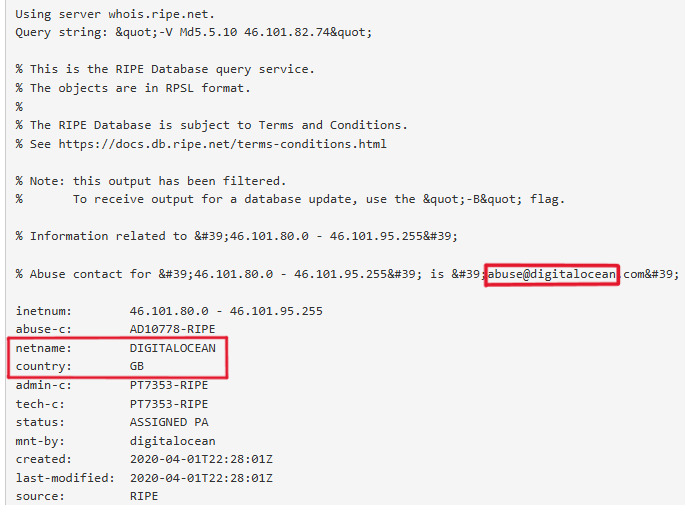 Using server whois.ripe.net.
Query string: &quot;-V Md5.5.10 46.101.82.74&quot;
% This is the RIPE Database query service.
% The objects are in RPSL format.
%
% The RIPE Database is subject to Terms and Conditions.
% See https://docs.db.ripe.net/terms-conditions.html
% Note: this output has been filtered.
% To receive output for a database update, use the &quot;-B&quot; flag.
% Information related to &#39;46.101.80.0 - 46.101.95.255&#39;
% Abuse contact for &#39;46.101.80.0 - 46.101.95.255&#39; is &#39;abuse@digitalocean.com&#39;
inetnum: 46.101.80.0 - 46.101.95.255
abuse-c: AD10778-RIPE
netname: DIGITALOCEAN
country: GB
admin-c: PT7353-RIPE
tech-c: PT7353-RIPE
status: ASSIGNED PA
mnt-by: digitalocean
created: 2020-04-01T22:28:01Z
last-modified: 2020-04-01T22:28:01Z
source: RIPE